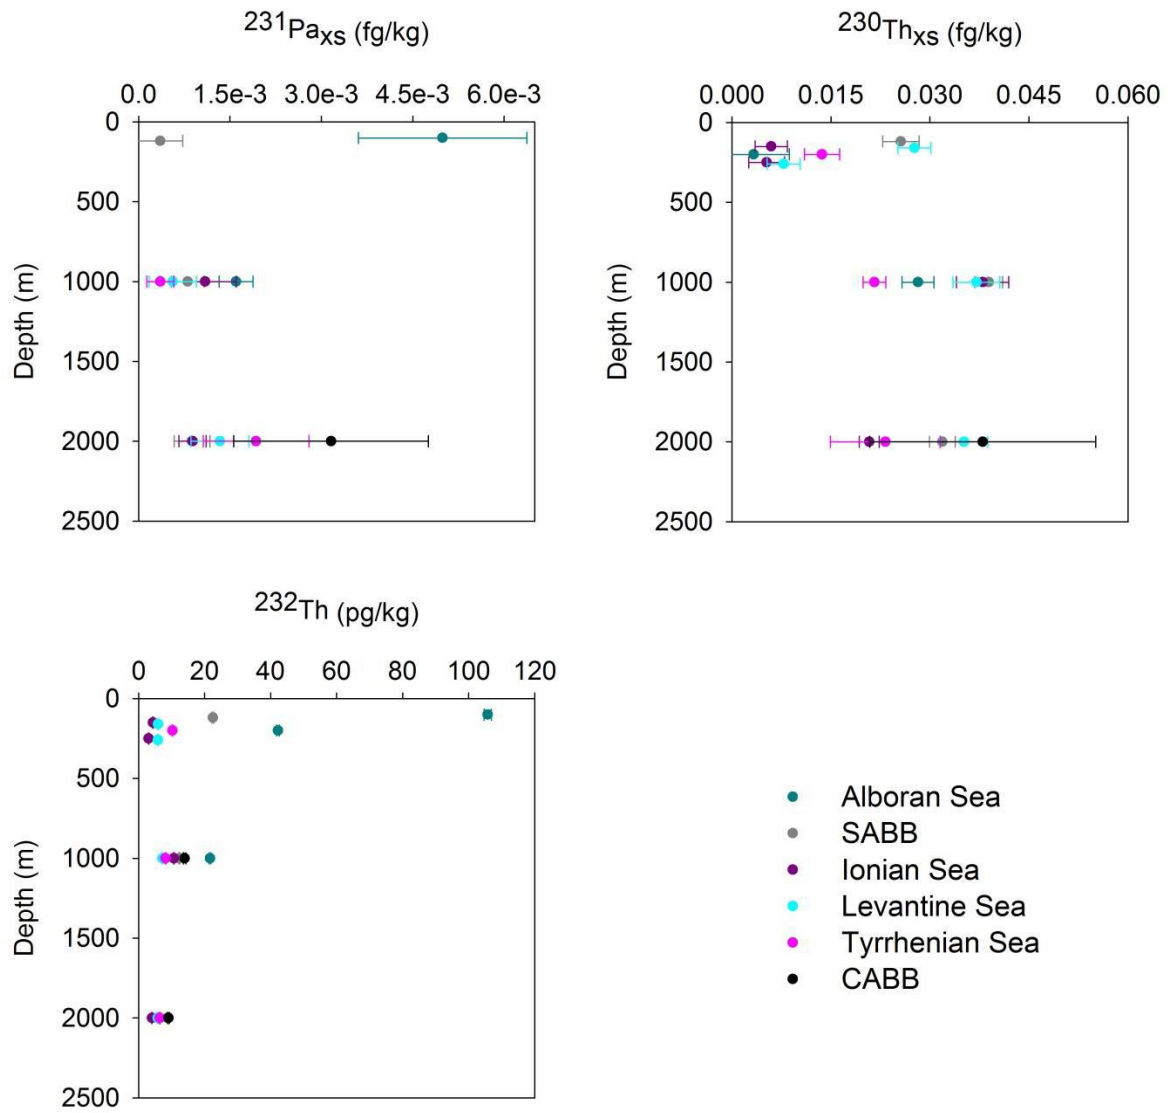 231Paxs (fg/kg)
0.0 1.5e-3 3.0e-3 4.5e-3 6.0e-3
0
500
1000
1500
2000
2500
Depth (m)
230Thxs (fg/kg)
0.000 0.015 0.030 0.045 0.060
0
500
1000
1500
2000
2500
Depth (m)
232Th (pg/kg)
0 20 40 60 80 100 120
0
500
1000
1500
2000
2500
Depth (m)
Alboran Sea
SABB
Ionian Sea
Levantine Sea
Tyrrhenian Sea
CABB